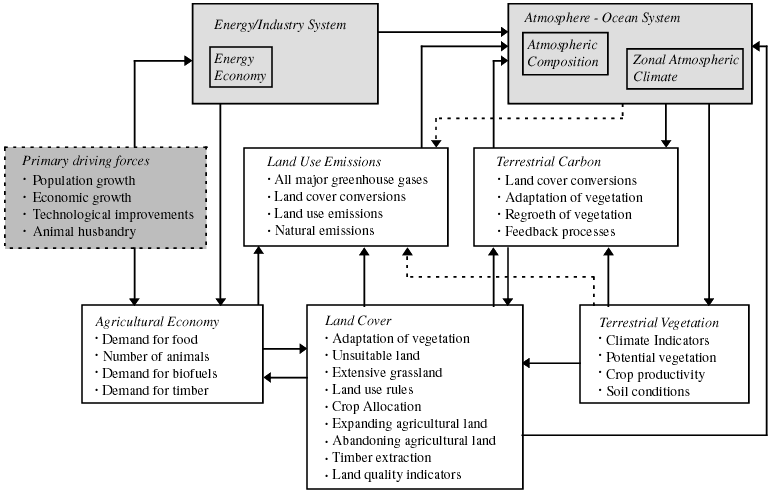 Energy/Industry System
Energy
Economy
Atmosphere - Ocean System
Atmospheric
Composition
Zonal Atmospheric
Climate
Primary driving forces
· Population growth
· Economic growth
· Technological improvements
· Animal husbandry
Land Use Emissions
· All major greenhouse gases
· Land cover conversions
· Land use emissions
· Natural emissions
Terrestrial Carbon
· Land cover conversions
· Adaptation of vegetation
· Regroeth of vegetation
· Feedback processes
Agricultural Economy
· Demand for food
· Number of animals
· Demand for biofuels
· Demand for timber
Land Cover
· Adaptation of vegetation
· Unsuitable land
· Extensive grassland
· Land use rules
· Crop Allocation
· Expanding agricultural land
· Abandoning agricultural land
· Timber extraction
· Land quality indicators
Terrestrial Vegetation
· Climate Indicators
· Potential vegetation
· Crop productivity
· Soil conditions